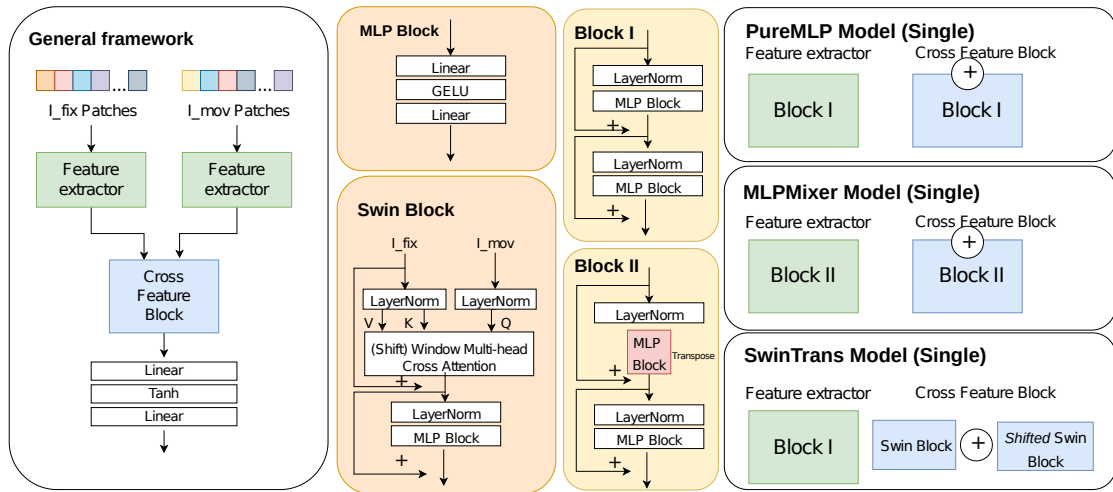 General framework
...
...
I_fix Patches
I_mov Patches
Feature
extractor
Feature
extractor
Cross
Feature
Block
Linear
Tanh
Linear
MLP Block
Linear
GELU
Linear
Swin Block
I_fix
I_mov
LayerNorm
LayerNorm
V
K
Q
(Shift) Window Multi-head
Cross Attention
+
LayerNorm
MLP Block
+
Block I
LayerNorm
MLP Block
+
LayerNorm
MLP Block
+
Block II
LayerNorm
MLP
Block
Transpose
+
LayerNorm
MLP Block
+
PureMLP Model (Single)
Feature extractor
Cross Feature Block
+
Block I
Block I
MLPMixer Model (Single)
Feature extractor
Cross Feature Block
+
Block II
Block II
SwinTrans Model (Single)
Feature extractor
Cross Feature Block
Block I
Swin Block
+
Shifted Swin
Block